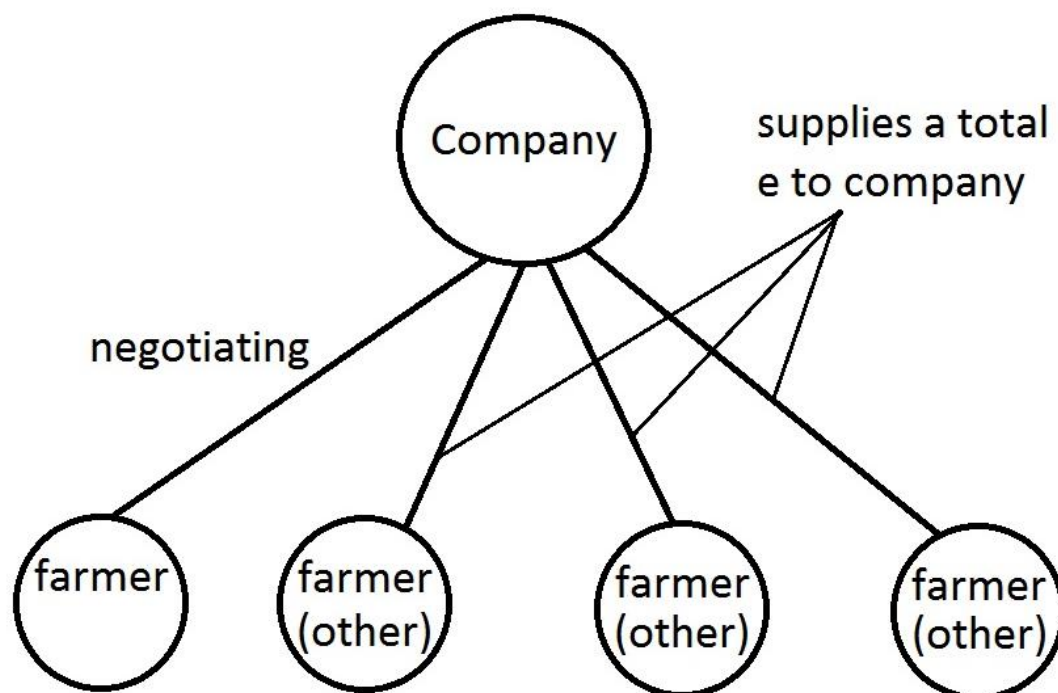 Company
supplies a total
e to company
negotiating
farmer
farmer
(other)
farmer
(other)
farmer
(other)